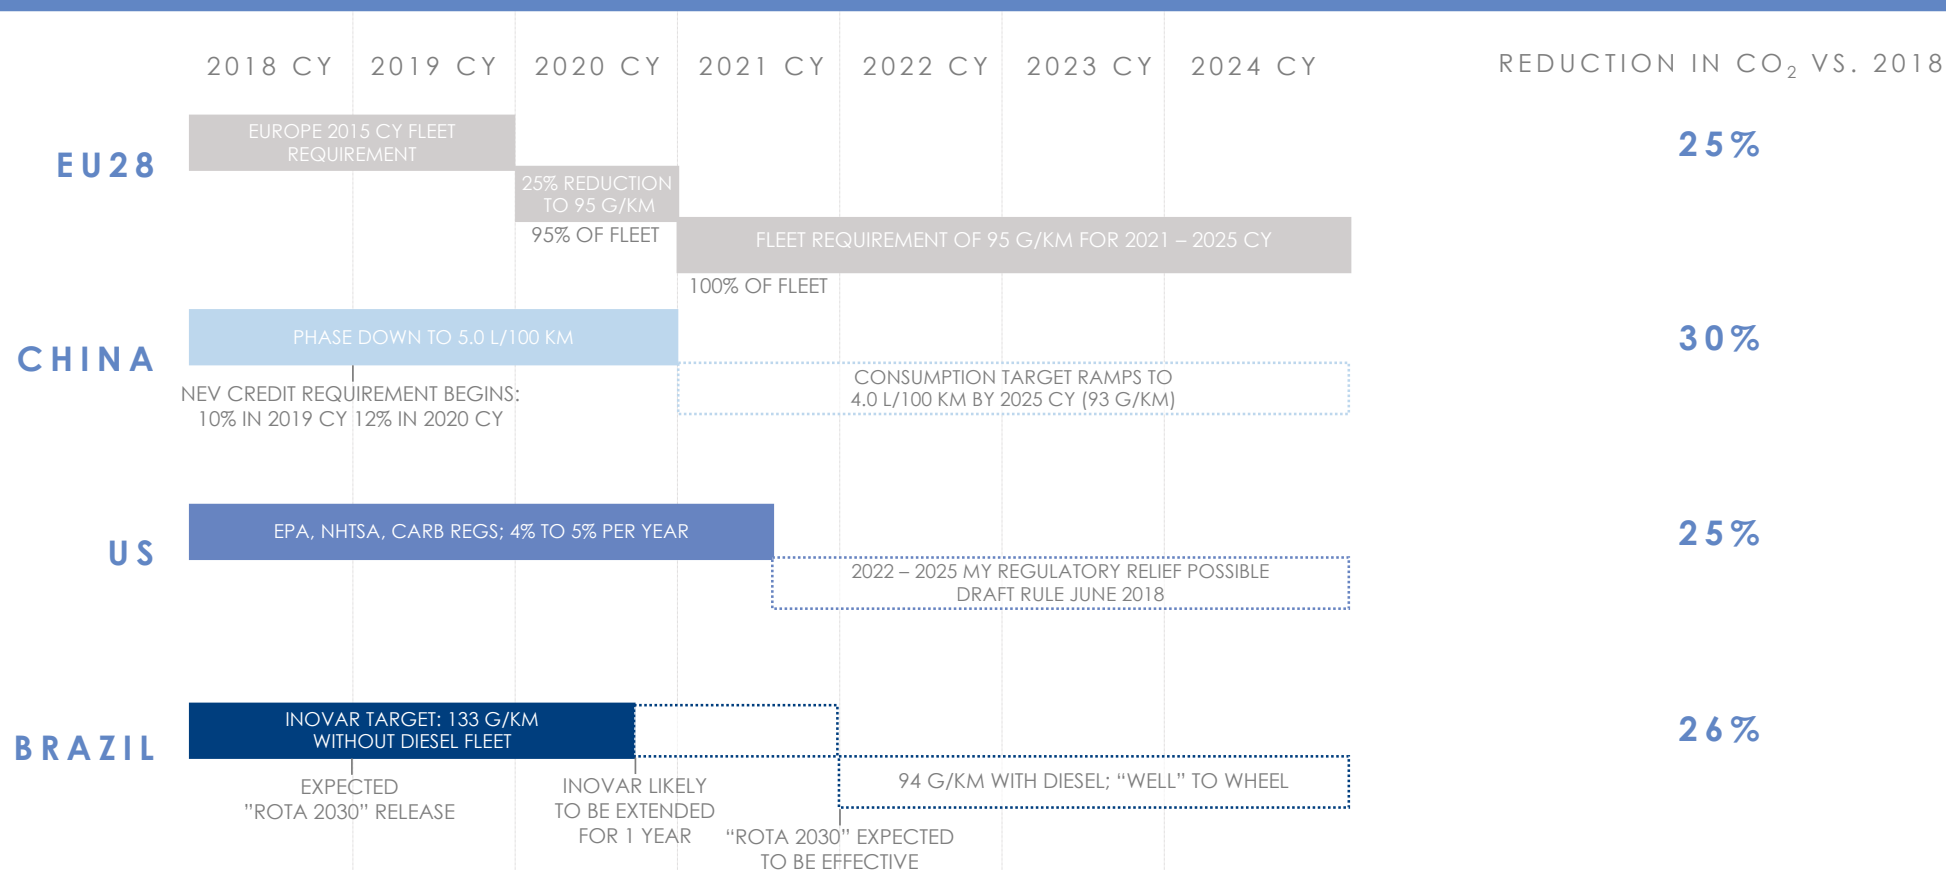 2018 CY 2019 CY 2020 CY 2021 CY 2022 CY 2023 CY 2024 CY REDUCTION IN CO₂ VS. 2018
EU28
EUROPE 2015 CY FLEET
REQUIREMENT
25% REDUCTION
TO 95 G/KM
95% OF FLEET
FLEET REQUIREMENT OF 95 G/KM FOR 2021 – 2025 CY
100% OF FLEET
25%
CHINA
PHASE DOWN TO 5.0 L/100 KM
NEV CREDIT REQUIREMENT BEGINS:
10% IN 2019 CY 12% IN 2020 CY
CONSUMPTION TARGET RAMPS TO
4.0 L/100 KM BY 2025 CY (93 G/KM)
30%
US
EPA, NHTSA, CARB REGS; 4% TO 5% PER YEAR
2022 – 2025 MY REGULATORY RELIEF POSSIBLE
DRAFT RULE JUNE 2018
25%
BRAZIL
INOVAR TARGET: 133 G/KM
WITHOUT DIESEL FLEET
EXPECTED
”ROTA 2030” RELEASE
INOVAR LIKELY
TO BE EXTENDED
FOR 1 YEAR
94 G/KM WITH DIESEL; “WELL” TO WHEEL
“ROTA 2030” EXPECTED
TO BE EFFECTIVE
26%